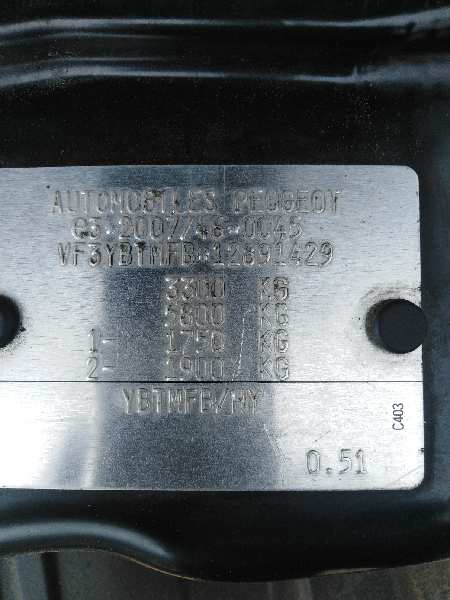 AUTOMOBILES PEUGEOT
e3*2007/46*0045
VF3YBTMFB12891429
3300 KG
5800 KG
1- 1750 KG
2- 1900 KG
YBTMFB/MY
C403
0.51